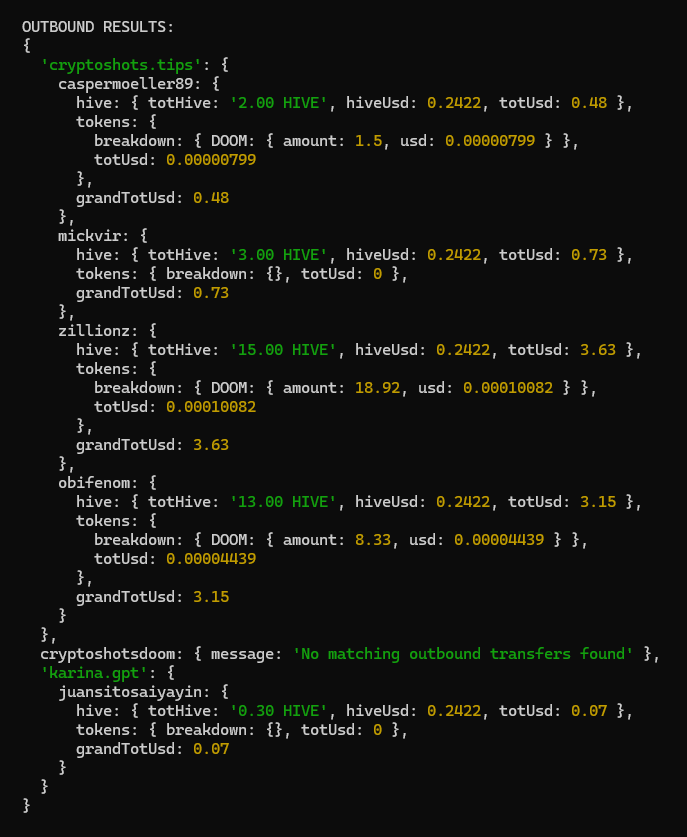 OUTBOUND RESULTS:
{
  'cryptoshots.tips': {
    caspermoeller89: {
      hive: { totHive: '2.00 HIVE', hiveUsd: 0.2422, totUsd: 0.48 },
      tokens: {
        breakdown: { DOOM: { amount: 1.5, usd: 0.00000799 } },
        totUsd: 0.00000799
      },
      grandTotUsd: 0.48
    },
    mickvir: {
      hive: { totHive: '3.00 HIVE', hiveUsd: 0.2422, totUsd: 0.73 },
      tokens: { breakdown: {}, totUsd: 0 },
      grandTotUsd: 0.73
    },
    zillionz: {
      hive: { totHive: '15.00 HIVE', hiveUsd: 0.2422, totUsd: 3.63 },
      tokens: {
        breakdown: { DOOM: { amount: 18.92, usd: 0.00010082 } },
        totUsd: 0.00010082
      },
      grandTotUsd: 3.63
    },
    obifenom: {
      hive: { totHive: '13.00 HIVE', hiveUsd: 0.2422, totUsd: 3.15 },
      tokens: {
        breakdown: { DOOM: { amount: 8.33, usd: 0.00004439 } },
        totUsd: 0.00004439
      },
      grandTotUsd: 3.15
    }
  },
  cryptoshotsdoom: { message: 'No matching outbound transfers found' },
  'karina.gpt': {
    juansitosaiyayin: {
      hive: { totHive: '0.30 HIVE', hiveUsd: 0.2422, totUsd: 0.07 },
      tokens: { breakdown: {}, totUsd: 0 },
      grandTotUsd: 0.07
    }
  }
}